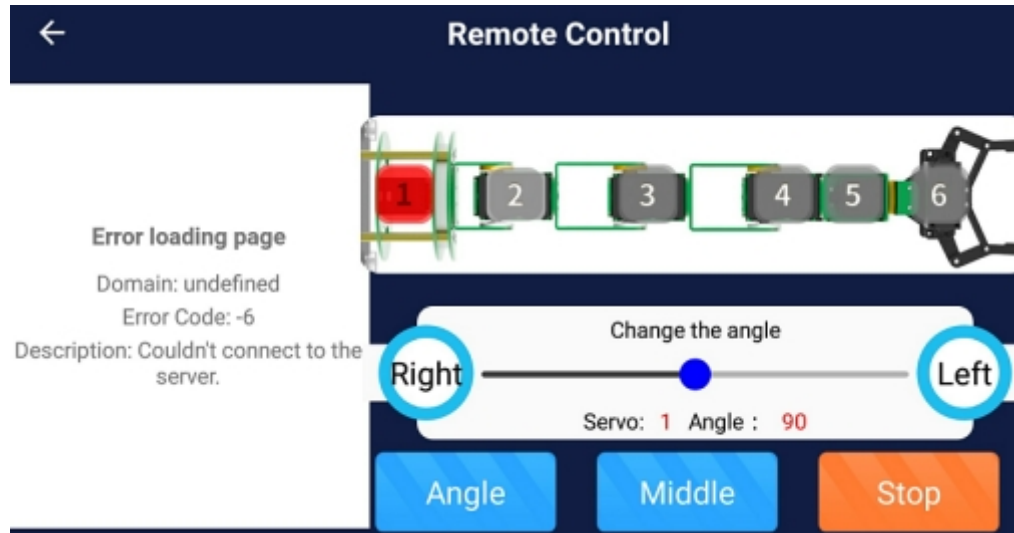 Remote Control
1
2
3
4
5
6
Error loading page
Domain: undefined
Error Code: -6
Description: Couldn't connect to the
server.
Change the angle
Right
Left
Servo: 1 Angle : 90
Angle
Middle
Stop